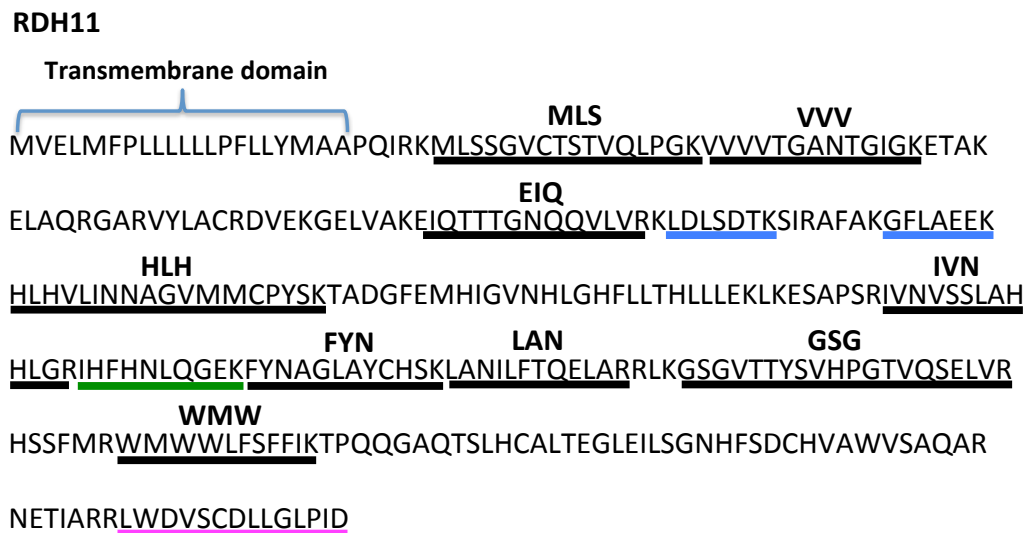 RDH11
Transmembrane domain
MLS VVV
MVELMFPLLLLLLPFLLYMAAPQIRKMLSSGVCTSTVQLPGKVVVVTGANTGIGKETAK
EIQ
ELAQRGARVYLACRDVEKGELVAKEIQTTTGNQQVLVRKLDLSDTKSIRAFAKGFLAEEK
HLH IVN
HLHVLINNAGVMMCPYSKTADGFEMHIGVNHLGHFLLTHLLLEKLKESAPSRIVNVSSLAH
FYN LAN GSG
HLGRIHFHNLQGEKFYNAGLAYCHSKLANILFTQELARRLKGSGVTTYSVHPGTVQSELVR
WMW
HSSFMRWMWWLFSFFIKTPQQGAQTSLHCALTEGLEILSGNHFSDCHVAWVSAQAR
NETIARRLWDVSCDLLGLPID